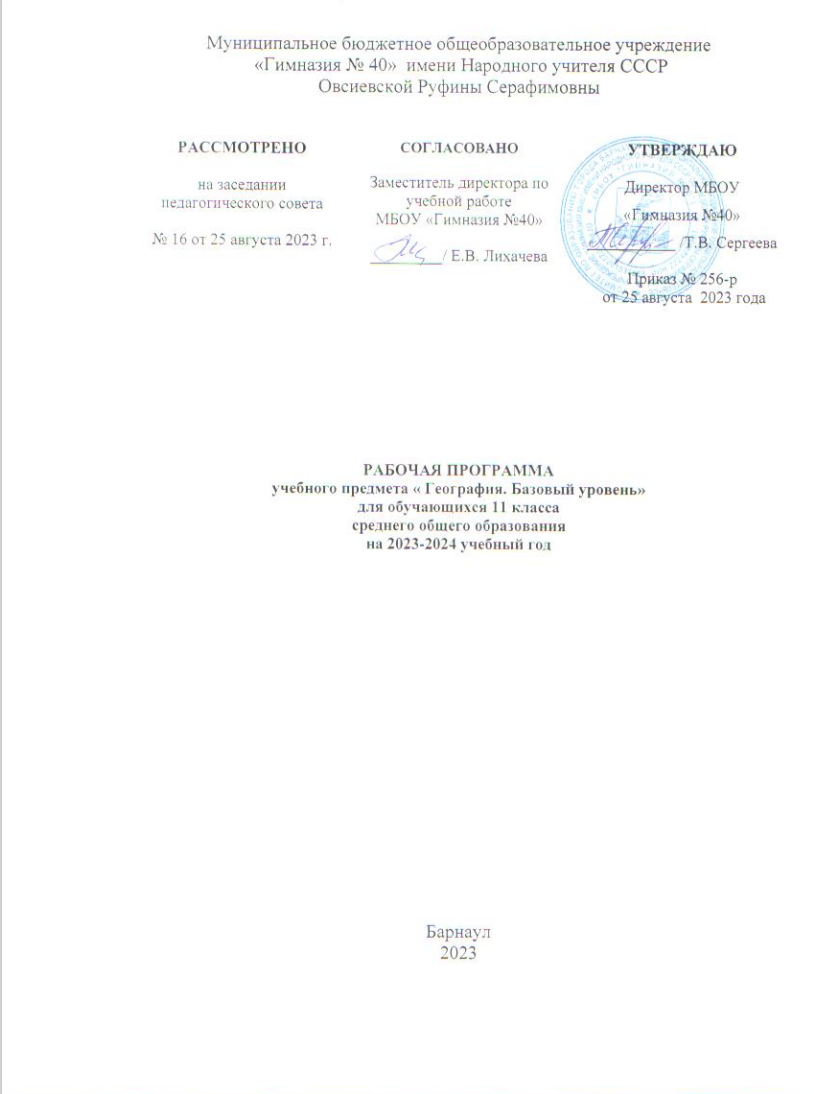 Муниципальное бюджетное общеобразовательное учреждение
«Гимназия № 40» имени Народного учителя СССР
Овсиевской Руфины Серафимовны
РАССМОТРЕНО
на заседании
педагогического совета
№ 16 от 25 августа 2023 г.
СОГЛАСОВАНО
Заместитель директора по
учебной работе
МБОУ «Гимназия №40»
/ Е.В. Лихачева
УТВЕРЖДАЮ
Директор МБОУ
«Гимназия №40»
/Т.В. Сергеева
Приказ № 256-р
от 25 августа 2023 года
РАБОЧАЯ ПРОГРАММА
учебного предмета « География. Базовый уровень»
для обучающихся 11 класса
среднего общего образования
на 2023-2024 учебный год
Барнаул
2023